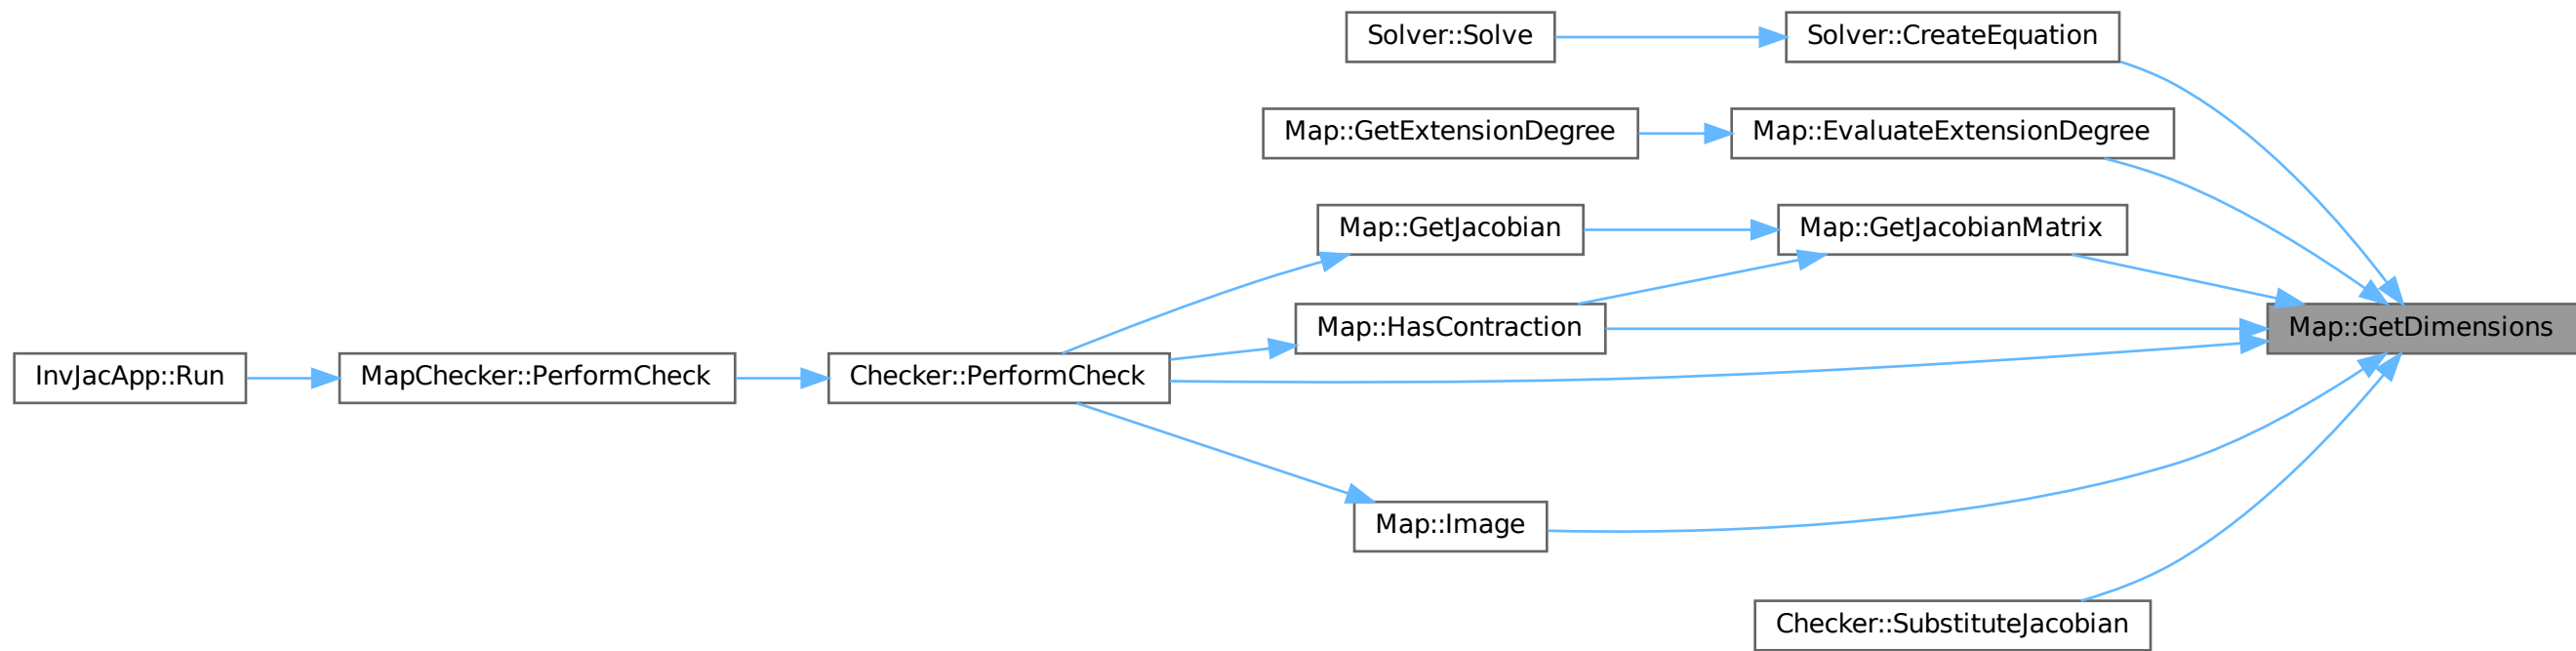 Solver::Solve
Solver::CreateEquation
Map::GetExtensionDegree
Map::EvaluateExtensionDegree
Map::GetJacobian
Map::GetJacobianMatrix
Map::HasContraction
Map::GetDimensions
InvJacApp::Run
MapChecker::PerformCheck
Checker::PerformCheck
Map::Image
Checker::SubstituteJacobian